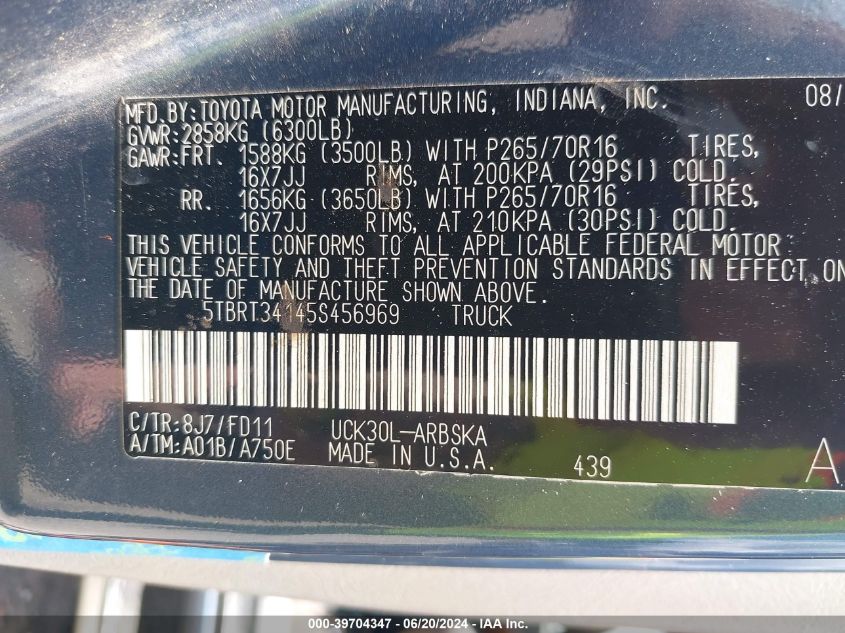 MFD.BY:TOYOTA MOTOR MANUFACTURING, INDIANA, INC. 08/
GVWR:2858KG (6300LB)
GAWR:FRT. 1588KG (3500LB) WITH P265/70R16 TIRES,
16X7JJ RIMS, AT 200KPA (29PSI) COLD.
RR. 1656KG (3650LB) WITH P265/70R16 TIRES,
16X7JJ RIMS, AT 210KPA (30PSI) COLD.
THIS VEHICLE CONFORMS TO ALL APPLICABLE FEDERAL MOTOR
VEHICLE SAFETY AND THEFT PREVENTION STANDARDS IN EFFECT ON
THE DATE OF MANUFACTURE SHOWN ABOVE.
5TBRT34145S456969 TRUCK
C/TR:8J7/FD11 UCK30L-ARBSKA
A/TM:A01B/A750E MADE IN U.S.A. 439 A
000-39704347 - 06/20/2024 - IAA Inc.